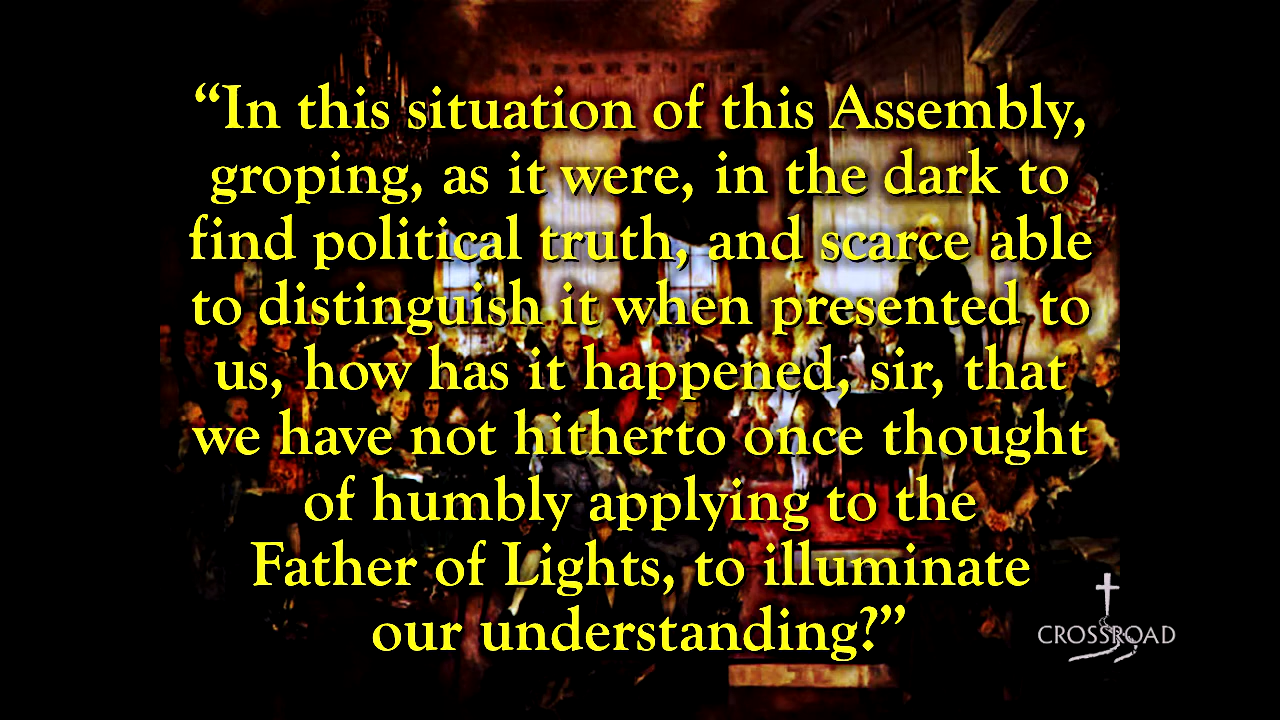 “In this situation of this Assembly,
groping, as it were, in the dark to
find political truth, and scarce able
to distinguish it when presented to
us, how has it happened, sir, that
we have not hitherto once thought
of humbly applying to the
Father of Lights, to illuminate
our understanding?”
CROSSROAD